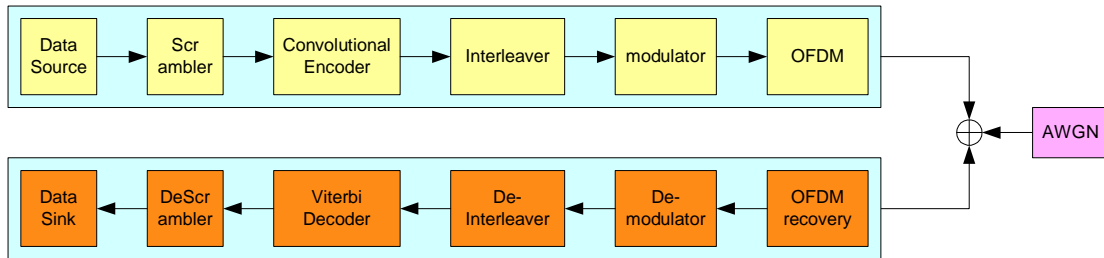 Data
Source
Scr
ambler
Convolutional
Encoder
Interleaver
modulator
OFDM
AWGN
Data
Sink
DeScr
ambler
Viterbi
Decoder
De-
Interleaver
De-
modulator
OFDM
recovery